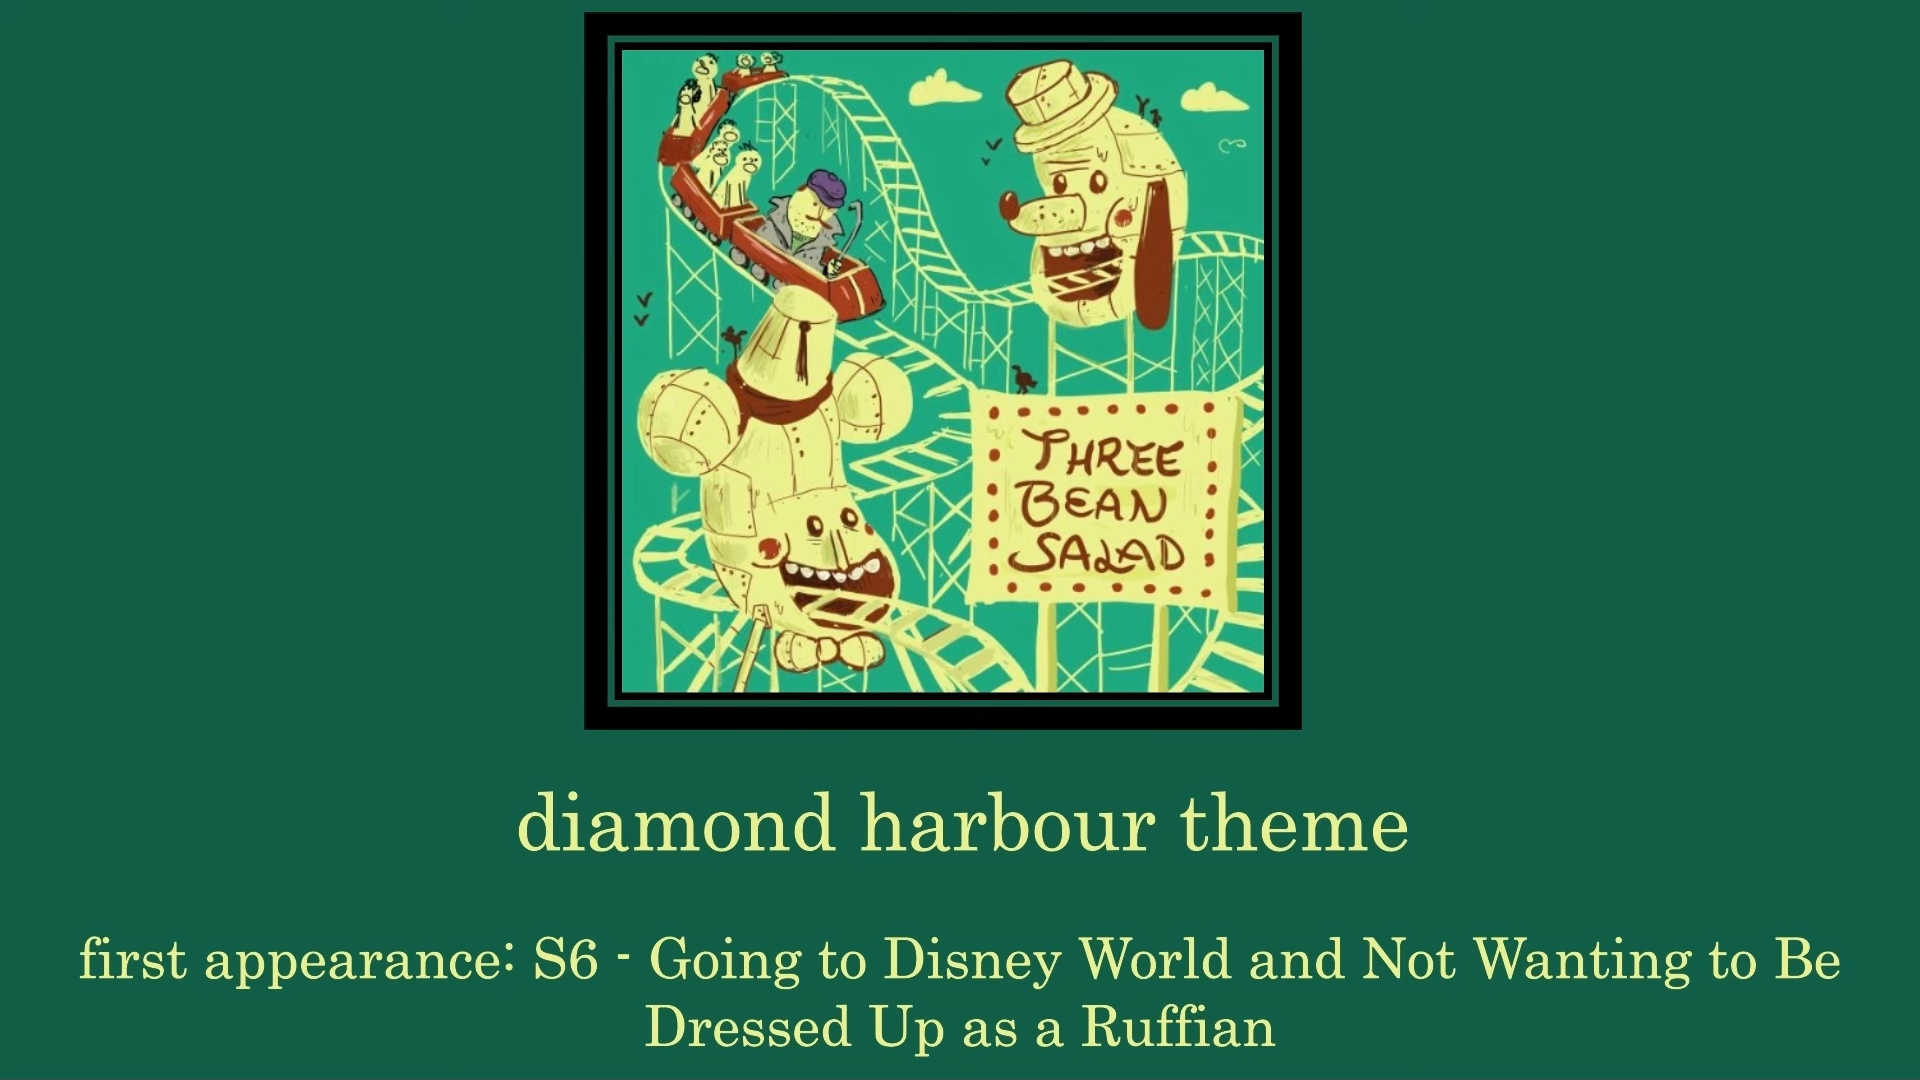 THREE
BEAN
SALAD
diamond harbour theme
first appearance: S6 - Going to Disney World and Not Wanting to Be
Dressed Up as a Ruffian